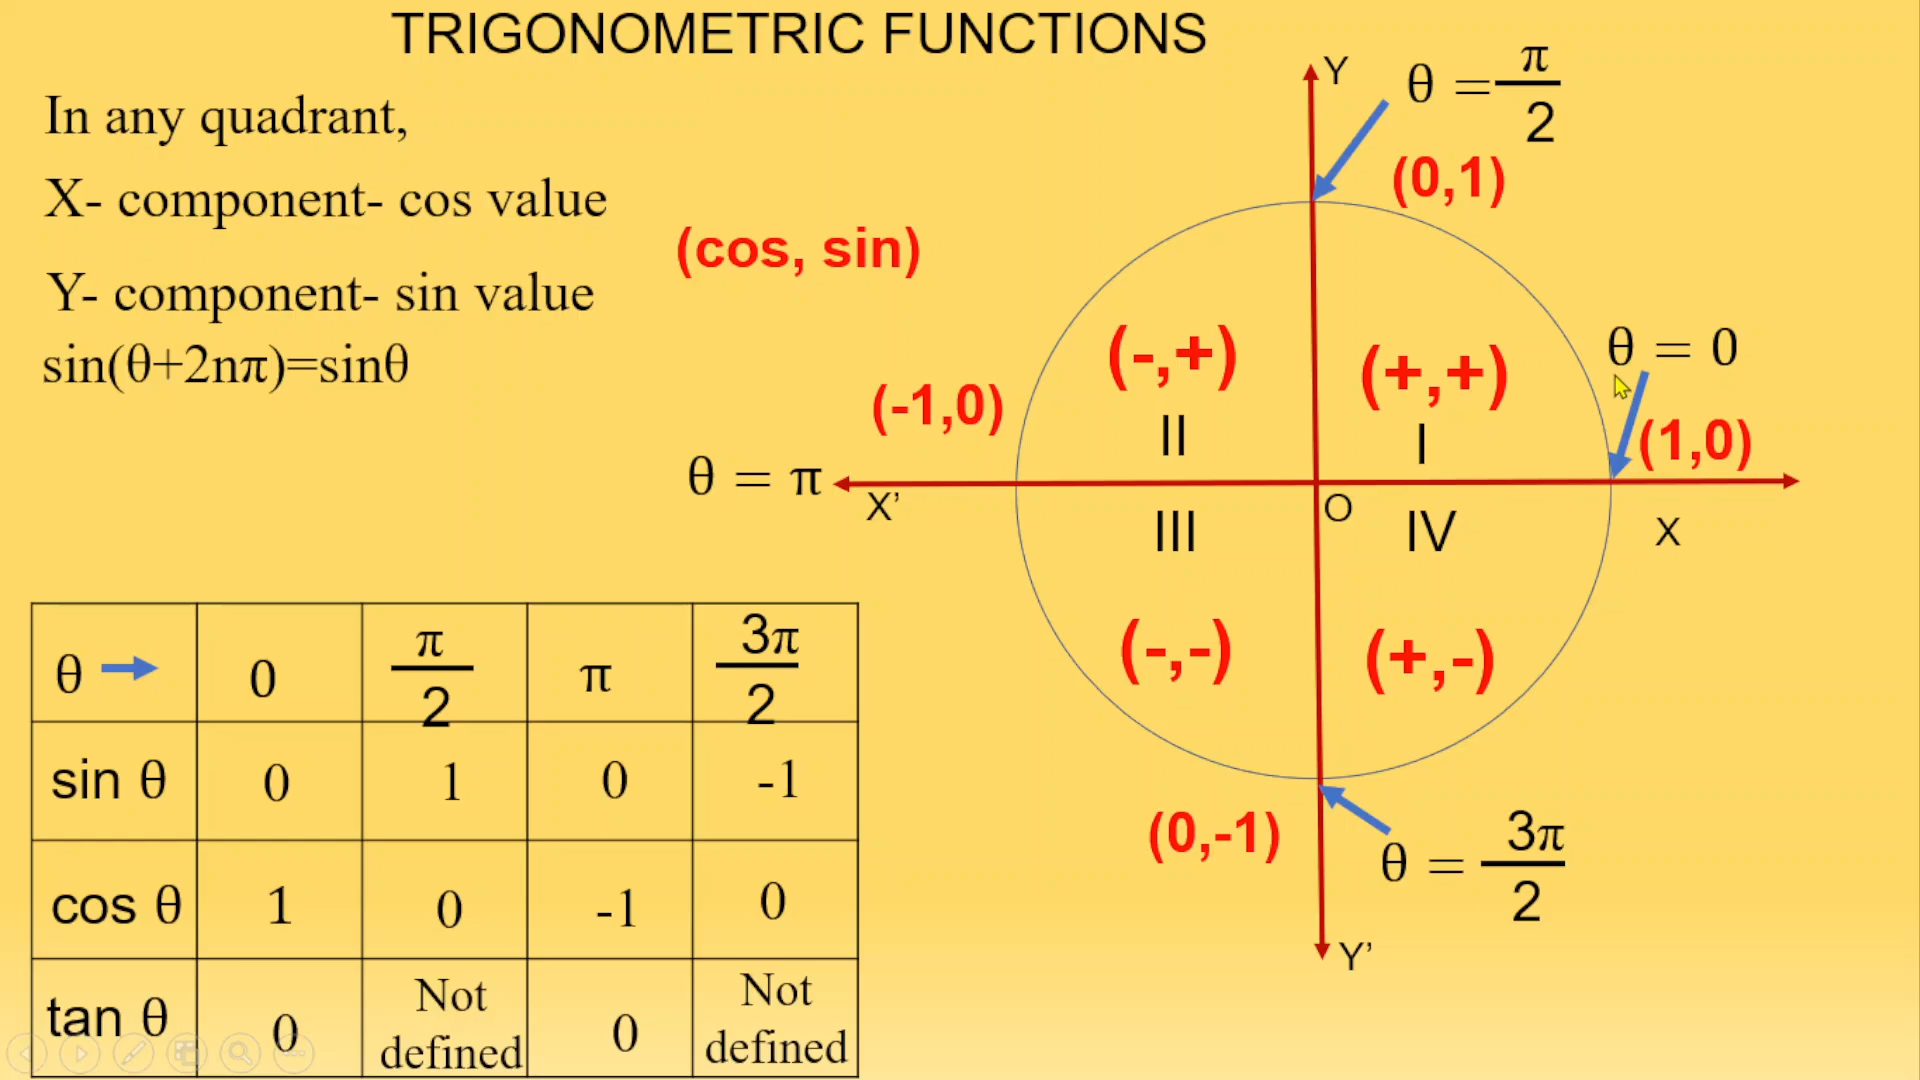 TRIGONOMETRIC FUNCTIONS
In any quadrant,
X- component- cos value
Y- component- sin value
sin(θ+2nπ)=sinθ
(cos, sin)
Y
θ = π/2
(0,1)
(-,+)
(+,+)
θ = 0
(-1,0)
II
I
(1,0)
θ = π
X’
O
X
III
IV
(-,-)
(+,-)
(0,-1)
θ = 3π/2
Y’
θ 0 π/2 π 3π/2
sin θ 0 1 0 -1
cos θ 1 0 -1 0
tan θ 0 Not defined 0 Not defined